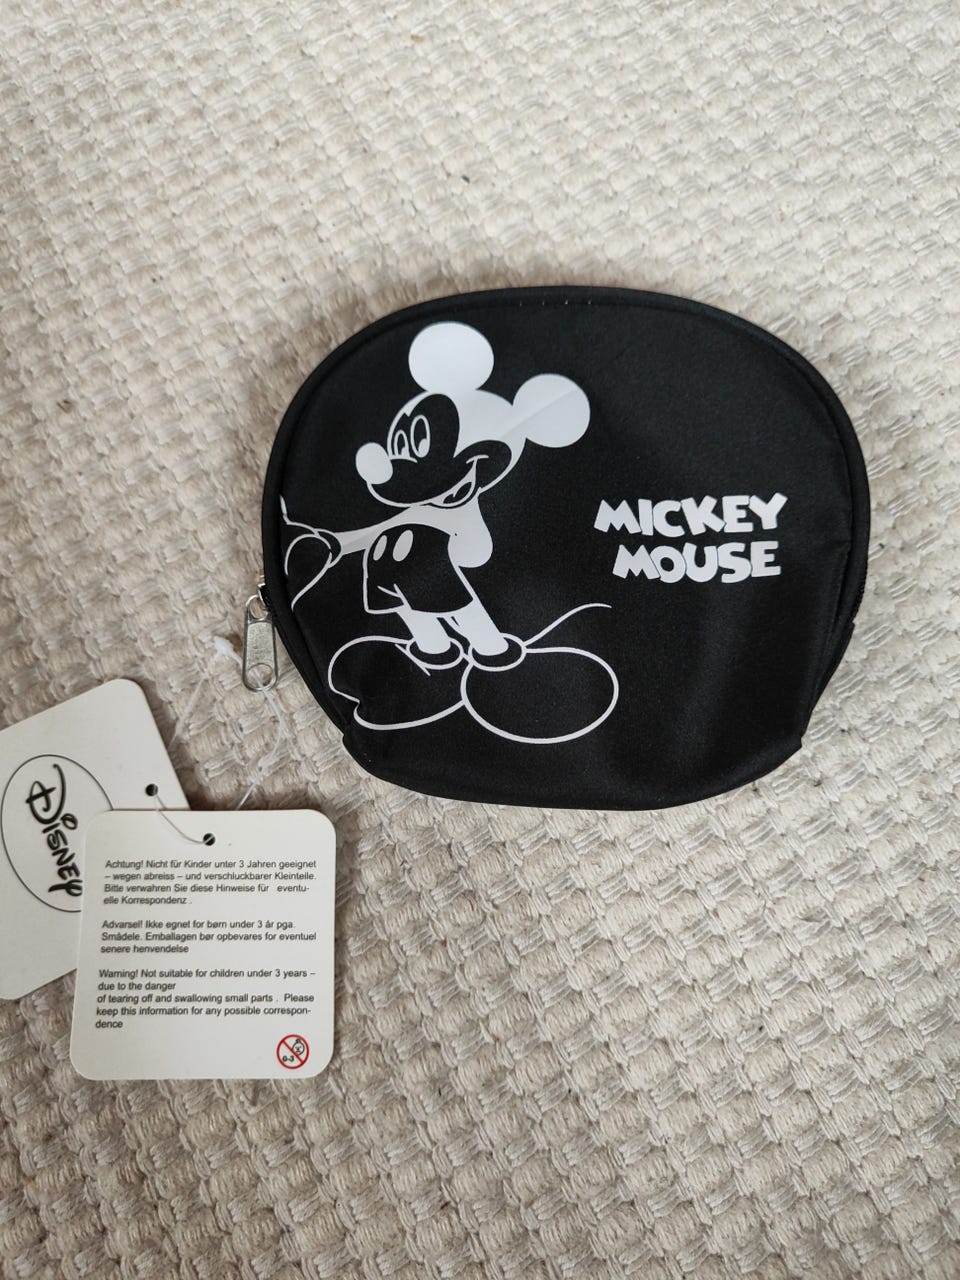 MICKEY
MOUSE
DISNEY
Achtung! Nicht für Kinder unter 3 Jahren geeignet
– wegen abreiss – und verschluckbarer Kleinteile.
Bitte verwahren Sie diese Hinweise für eventu-
elle Korrespondenz .
Advarsel! Ikke egnet for børn under 3 år pga.
Smådele. Emballagen bør opbevares for eventuel
senere henvendelse
Warning! Not suitable for children under 3 years –
due to the danger
of tearing off and swallowing small parts . Please
keep this information for any possible correspon-
dence
0-3